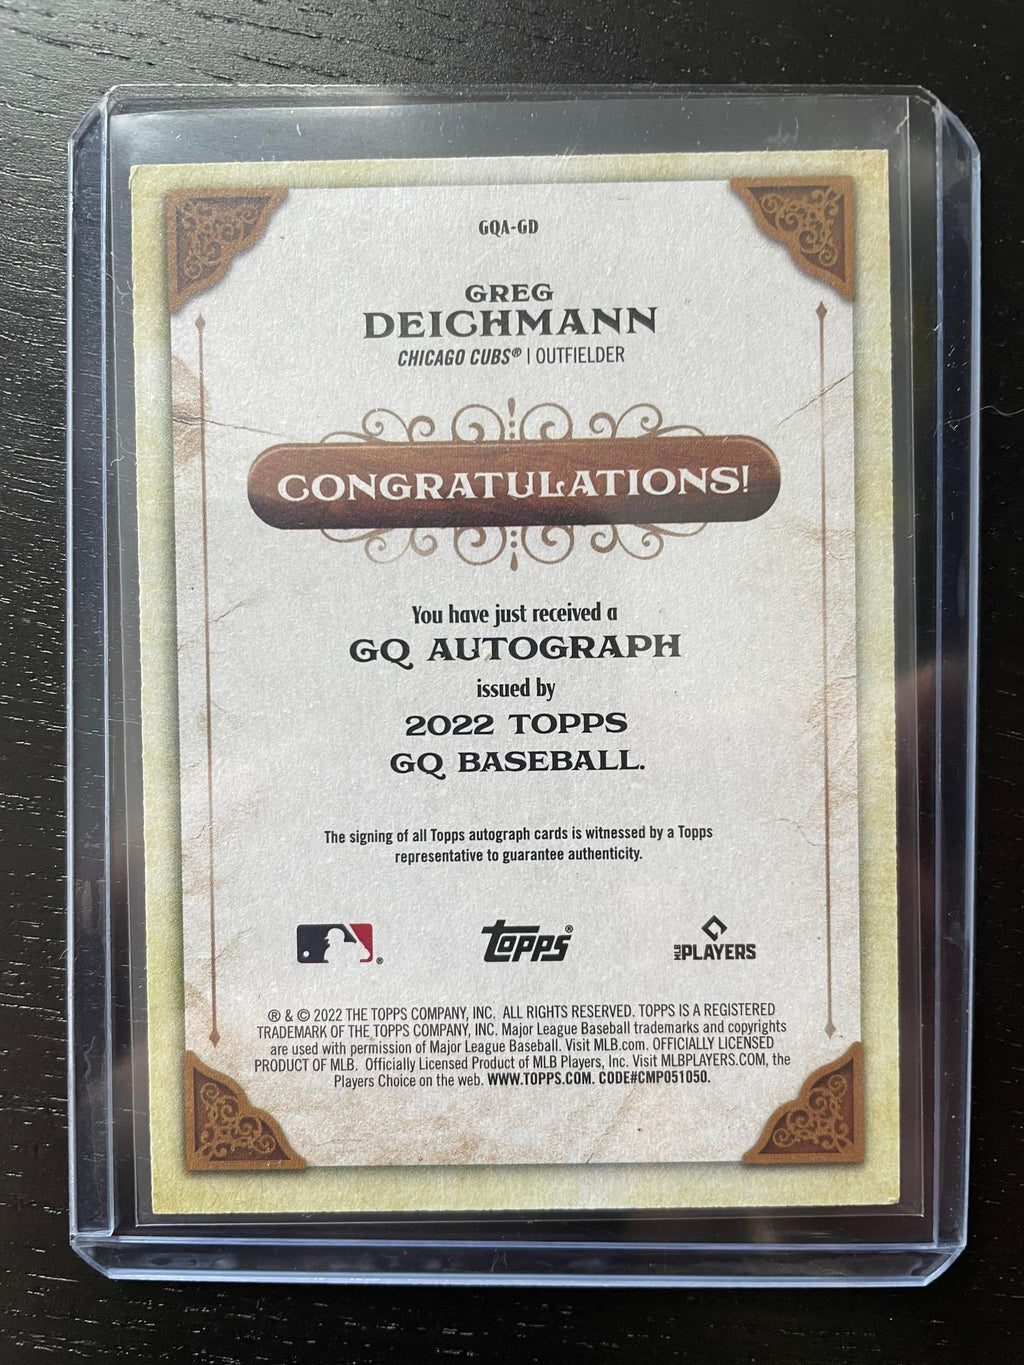 GQA-GD
GREG
DEICHMANN
CHICAGO CUBS® | OUTFIELDER
CONGRATULATIONS!
You have just received a
GQ AUTOGRAPH
issued by
2022 TOPPS
GQ BASEBALL.
The signing of all Topps autograph cards is witnessed by a Topps
representative to guarantee authenticity.
® topps® MLB PLAYERS
® & © 2022 THE TOPPS COMPANY, INC. ALL RIGHTS RESERVED. TOPPS IS A REGISTERED
TRADEMARK OF THE TOPPS COMPANY, INC. Major League Baseball trademarks and copyrights
are used with permission of Major League Baseball. Visit MLB.com. OFFICIALLY LICENSED
PRODUCT OF MLB. Officially Licensed Product of MLB Players, Inc. Visit MLBPLAYERS.COM, the
Players Choice on the web. WWW.TOPPS.COM. CODE#CMP051050.